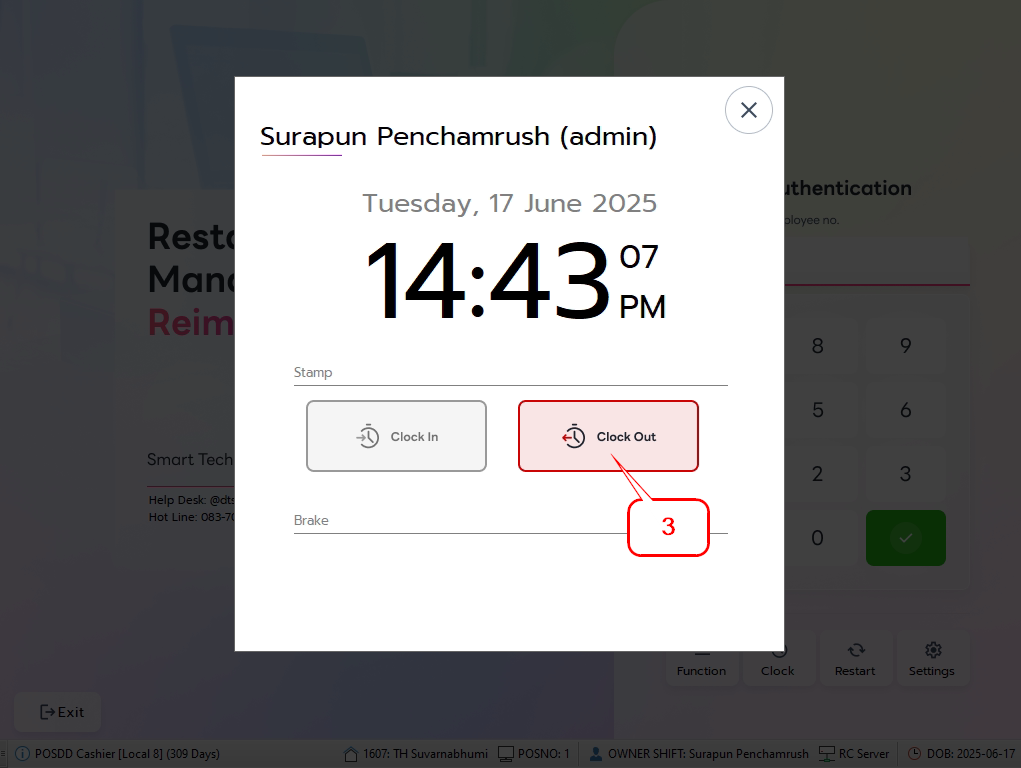 Surapun Penchamrush (admin)
Tuesday, 17 June 2025
14:43
07
PM
Stamp
Clock In
Clock Out
3
Brake
Resta
Mana
Reim
Smart Tech
Help Desk: @dts
Hot Line: 083-70
uthentication
ployee no.
8 9
5 6
2 3
0
Function
Clock
Restart
Settings
Exit
POSDD Cashier [Local 8] (309 Days)
1607: TH Suvarnabhumi
POSNO: 1
OWNER SHIFT: Surapun Penchamrush
RC Server
DOB: 2025-06-17